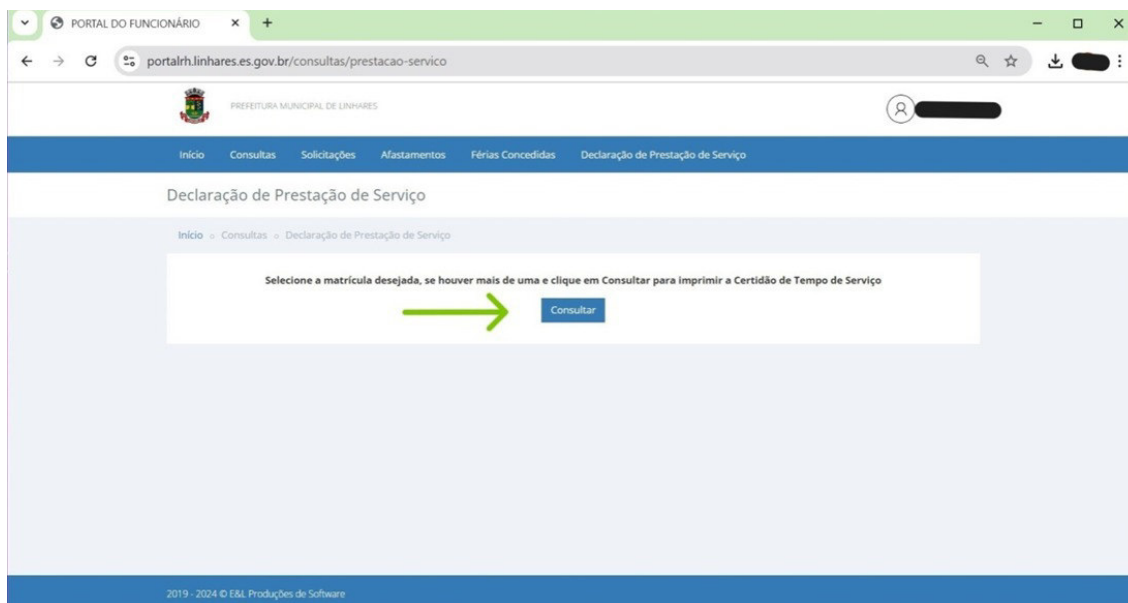 PORTAL DO FUNCIONÁRIO
portalrh.linhares.es.gov.br/consultas/prestacao-servico
PREFEITURA MUNICIPAL DE LINHARES
Início Consultas Solicitações Afastamentos Férias Concedidas Declaração de Prestação de Serviço
Declaração de Prestação de Serviço
Início Consultas Declaração de Prestação de Serviço
Selecione a matrícula desejada, se houver mais de uma e clique em Consultar para imprimir a Certidão de Tempo de Serviço
Consultar
2019 - 2024 © E&L Produções de Software